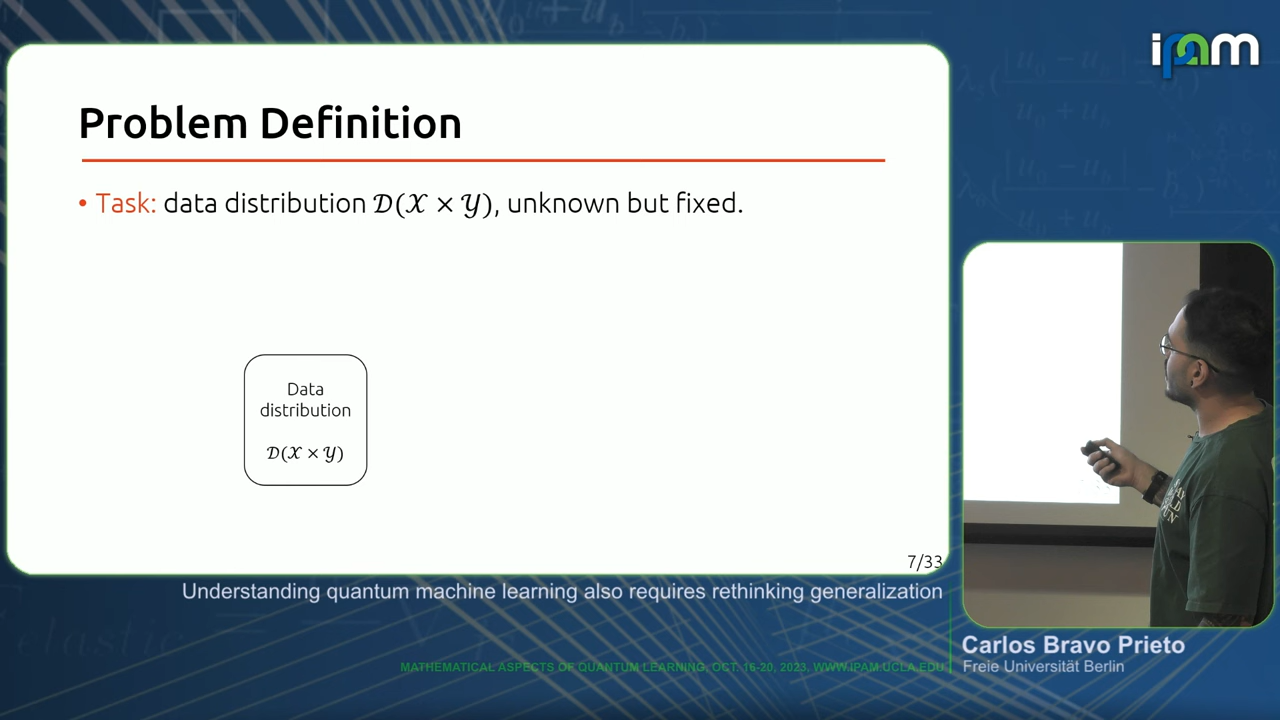 ipam
Problem Definition
• Task: data distribution 𝒟(𝒳 × 𝒴), unknown but fixed.
Data
distribution
𝒟(𝒳 × 𝒴)
7/33
Understanding quantum machine learning also requires rethinking generalization
Carlos Bravo Prieto
Freie Universität Berlin
MATHEMATICAL ASPECTS OF QUANTUM LEARNING, OCT. 16-20, 2023, WWW.IPAM.UCLA.EDU
elastic